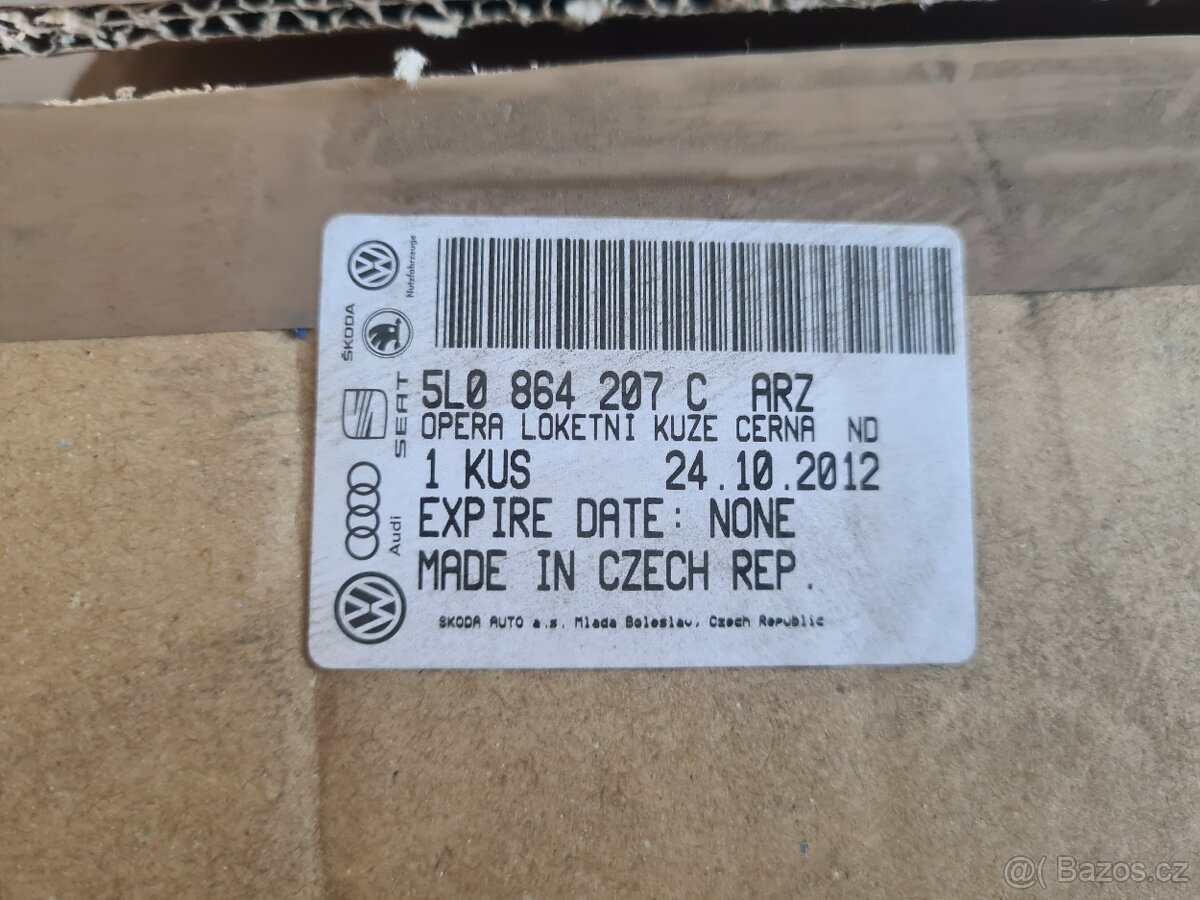 Nutzfahrzeuge
ŠKODA
SEAT
Audi
5L0 864 207 C ARZ
OPERA LOKETNI KUZE CERNA ND
1 KUS 24.10.2012
EXPIRE DATE: NONE
MADE IN CZECH REP.
SKODA AUTO a.s. Mlada Boleslav, Czech Republic
@( Bazos.cz